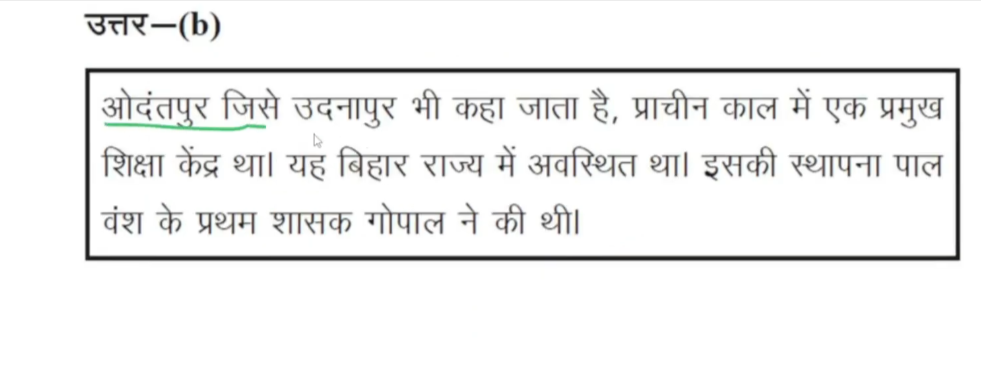 उत्तर–(b)
ओदंतपुर जिसे उदनापुर भी कहा जाता है, प्राचीन काल में एक प्रमुख
शिक्षा केंद्र था। यह बिहार राज्य में अवस्थित था। इसकी स्थापना पाल
वंश के प्रथम शासक गोपाल ने की थी।